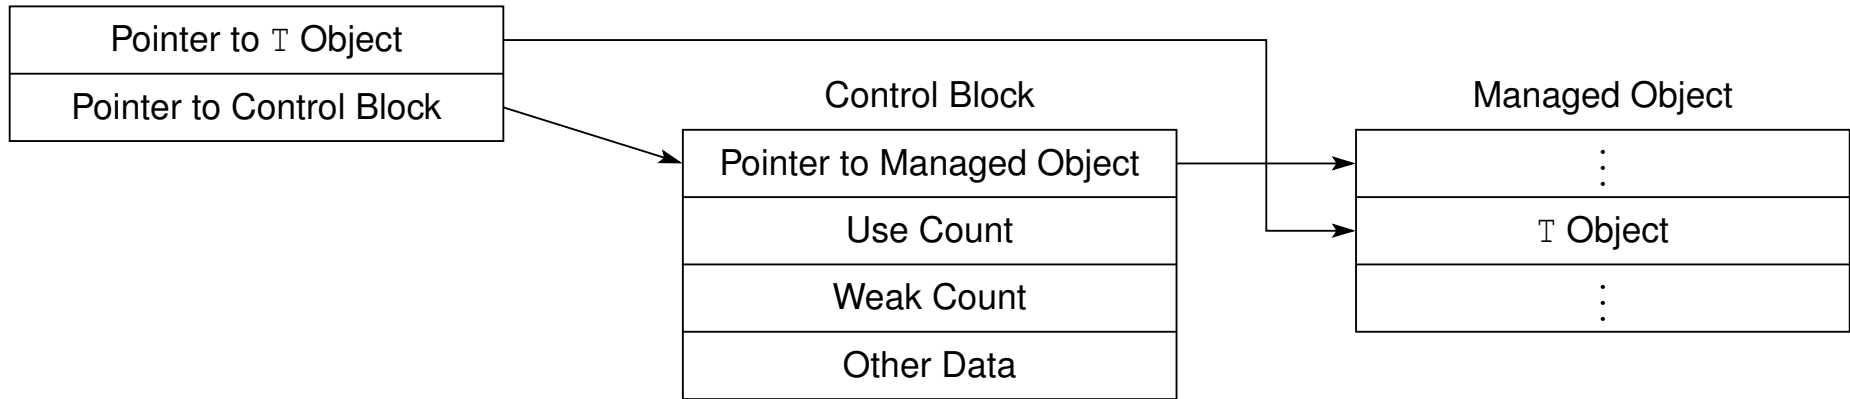 Pointer to T Object
Pointer to Control Block
Control Block
Pointer to Managed Object
Use Count
Weak Count
Other Data
Managed Object
⋮
T Object
⋮